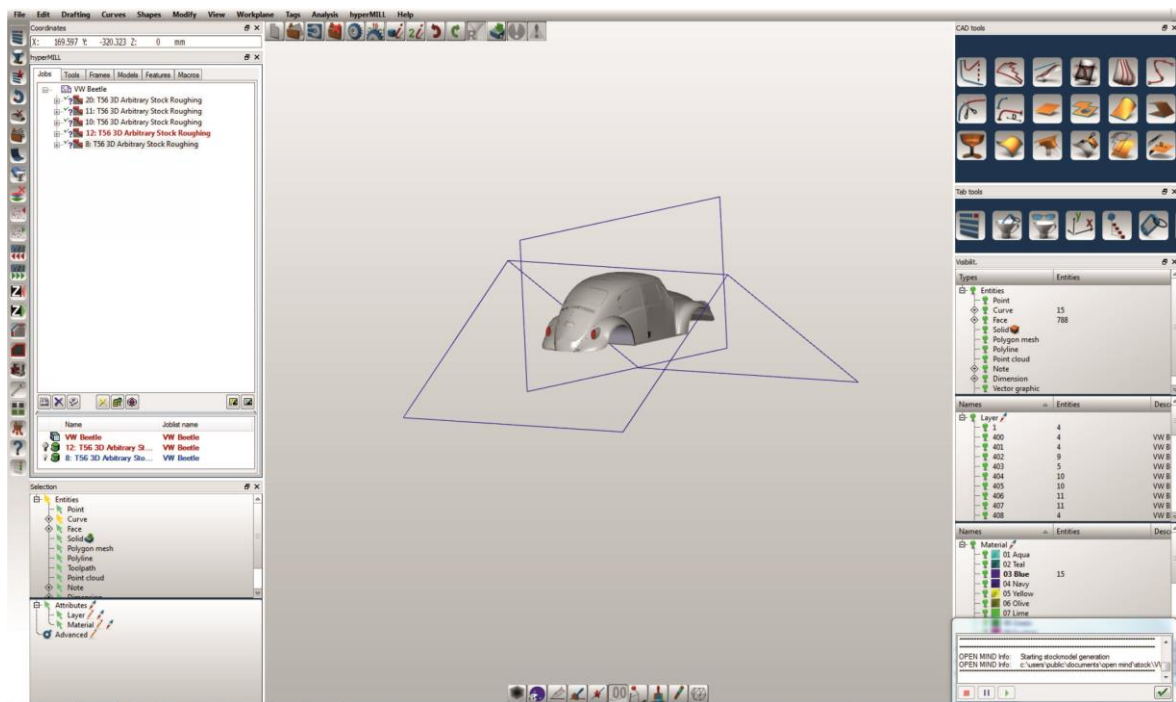 File Edit Drafting Curves Shapes Modify View Workplane Tags Analysis hyperMILL Help
Coordinates
X: 169.597 Y: -320.323 Z: 0 mm
hyperMILL
Jobs Tools Frames Models Features Macros
VW Beetle
20: T56 3D Arbitrary Stock Roughing
11: T56 3D Arbitrary Stock Roughing
10: T56 3D Arbitrary Stock Roughing
12: T56 3D Arbitrary Stock Roughing
8: T56 3D Arbitrary Stock Roughing
Name Joblist name
VW Beetle VW Beetle
12: T56 3D Arbitrary St... VW Beetle
8: T56 3D Arbitrary Sto... VW Beetle
Selection
Entities
Point
Curve
Face
Solid
Polygon mesh
Polyline
Toolpath
Point cloud
Note
Dimension
Attributes
Layer
Material
Advanced
CAD tools
Tab tools
Visibilit.
Types Entities
Entities
Point
Curve 15
Face 788
Solid
Polygon mesh
Polyline
Point cloud
Note
Dimension
Vector graphic
Names Entities Desc
Layer
1 4
400 4 VW B
401 4 VW B
402 9 VW B
403 5 VW B
404 10 VW B
405 10 VW B
406 11 VW B
407 11 VW B
408 4 VW B
Names Entities Desc
Material
01 Aqua
02 Teal
03 Blue 15
04 Navy
05 Yellow
06 Olive
07 Lime
OPEN MIND Info: Starting stockmodel generation
OPEN MIND Info: c:\users\public\documents\open mind\stock\V